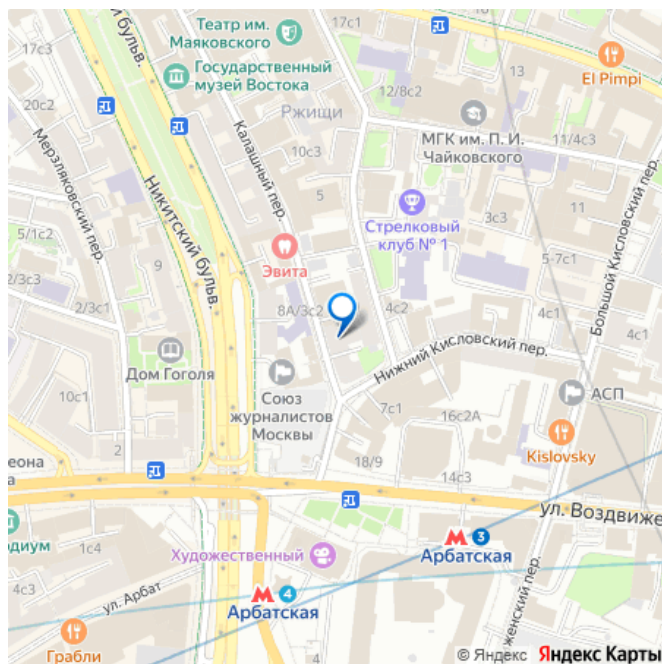 17с1
Театр им.
Маяковского
17с3
бульв.
El Pimpi
13
Государственный
музей Востока
12/8с2
20с2
Ржищи
МГК им. П. И.
Чайковского
11/4с3
10с3
Мерзляковский пер.
Калашный пер.
5
Стрелковый
клуб № 1
3с3
11
Большой Кисловский пер.
Никитский бульв.
5/1с2
9
Эвита
5-7с1
2/3с3
2/3с1
8А/3с2
4с2
4с1
4с1
Нижний Кисловский пер.
Дом Гоголя
Союз
журналистов
Москвы
АСП
10с1
7с1
16с2А
Kislovsky
2
18/9
14с3
ул. Воздвиже
1с4
Художественный
Арбатская
3
4с3
ул. Арбат
Арбатская
4
Грабли
© Яндекс Яндекс Карты